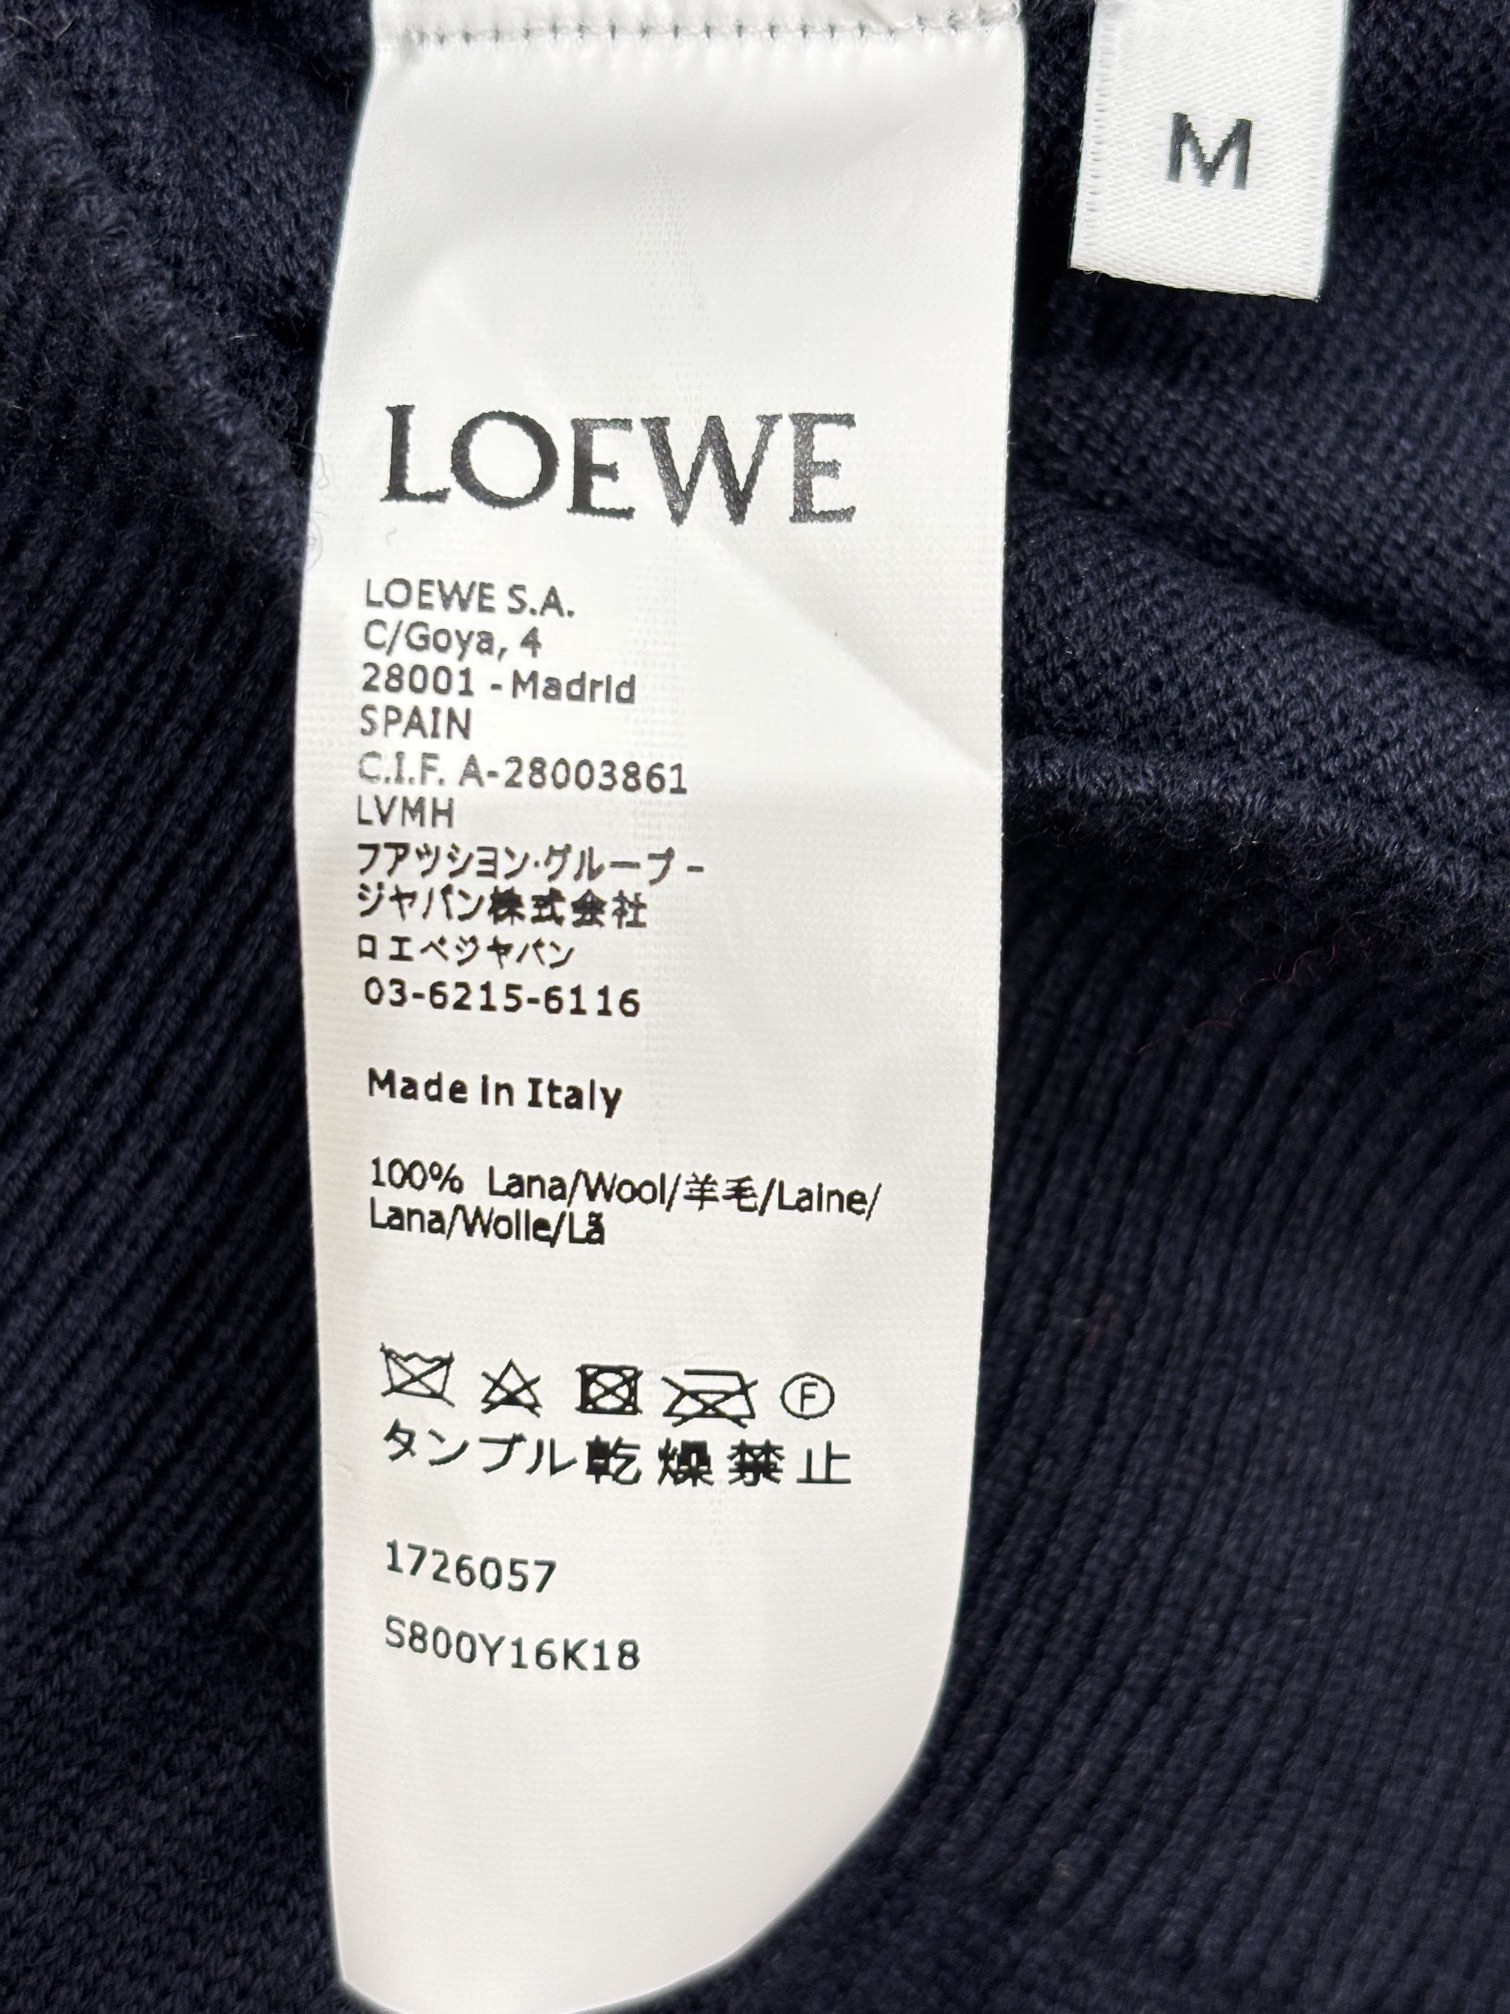 M
LOEWE
LOEWE S.A.
C/Goya, 4
28001 - Madrid
SPAIN
C.I.F. A-28003861
LVMH
フアツシヨン·グループ -
ジャパン株式会社
ロエベジャパン
03-6215-6116
Made in Italy
100% Lana/Wool/羊毛/Laine/
Lana/Wolle/Lã
F
タンブル乾燥禁止
1726057
S800Y16K18